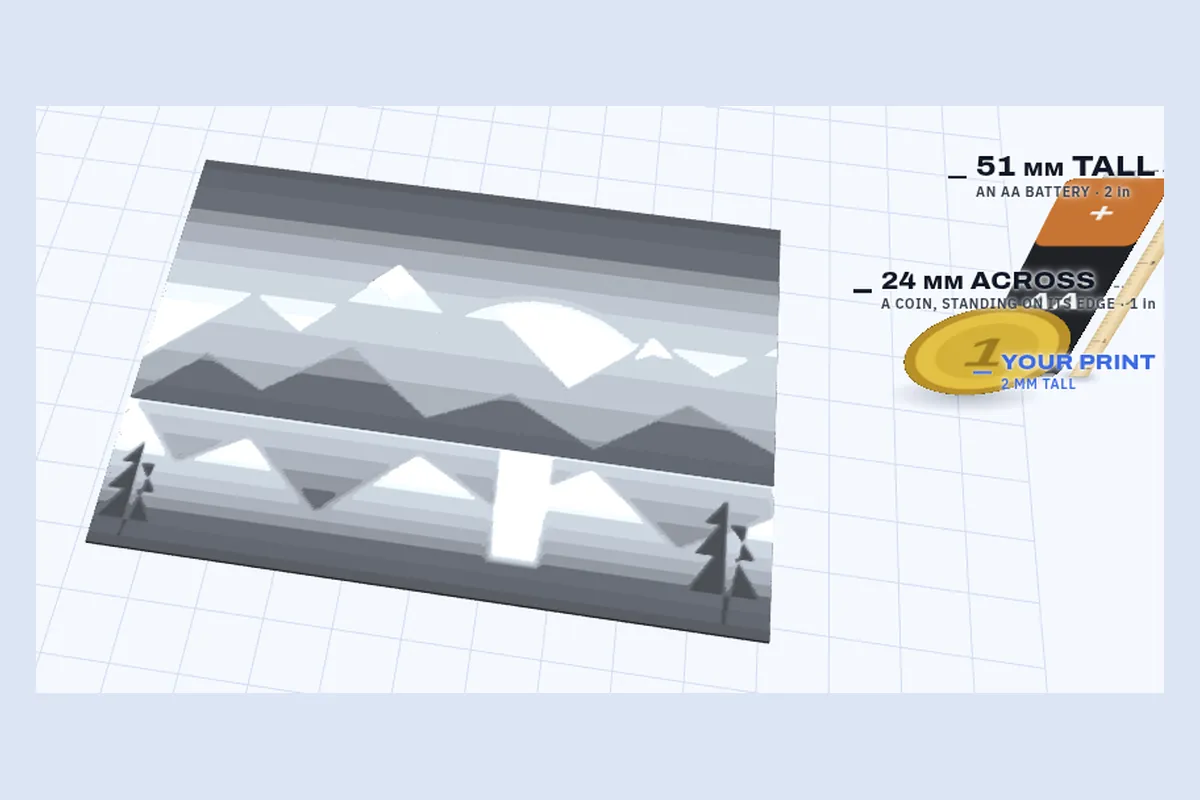 51 MM TALL
AN AA BATTERY · 2 in
+
24 MM ACROSS
A COIN, STANDING ON ITS EDGE · 1 in
1
YOUR PRINT
2 MM TALL